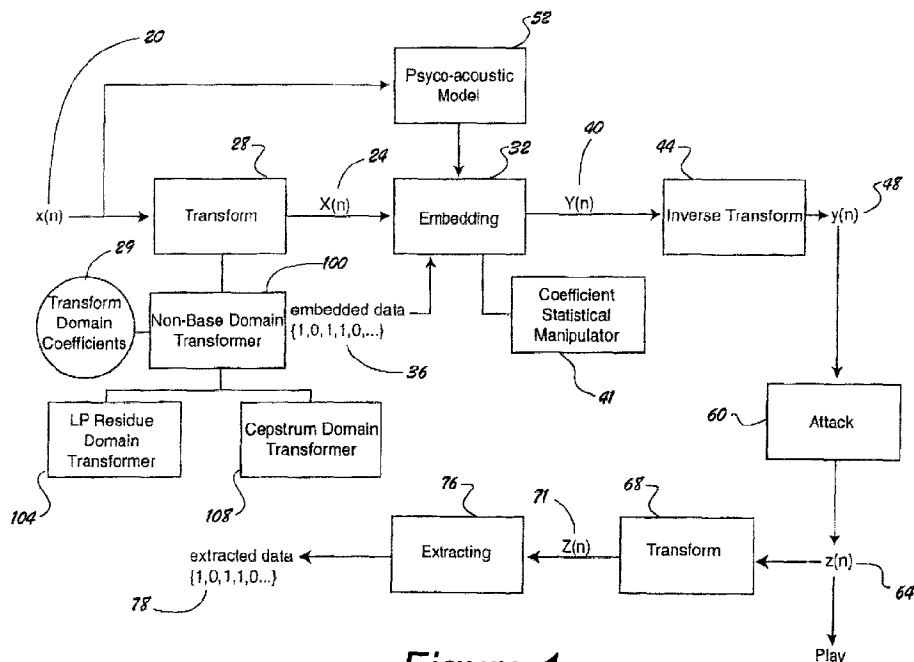 20
52
Psyco-acoustic
Model
28
24
32
40
44
48
x(n)
Transform
X(n)
Embedding
Y(n)
Inverse Transform
y(n)
29
Transform
Domain
Coefficients
100
Non-Base Domain
Transformer
embedded data
{1,0,1,1,0,...}
36
Coefficient
Statistical
Manipulator
41
LP Residue
Domain
Transformer
104
Cepstrum Domain
Transformer
108
60
Attack
76
71
68
extracted data
{1,0,1,1,0...}
78
Extracting
Z(n)
Transform
z(n)
64
Play